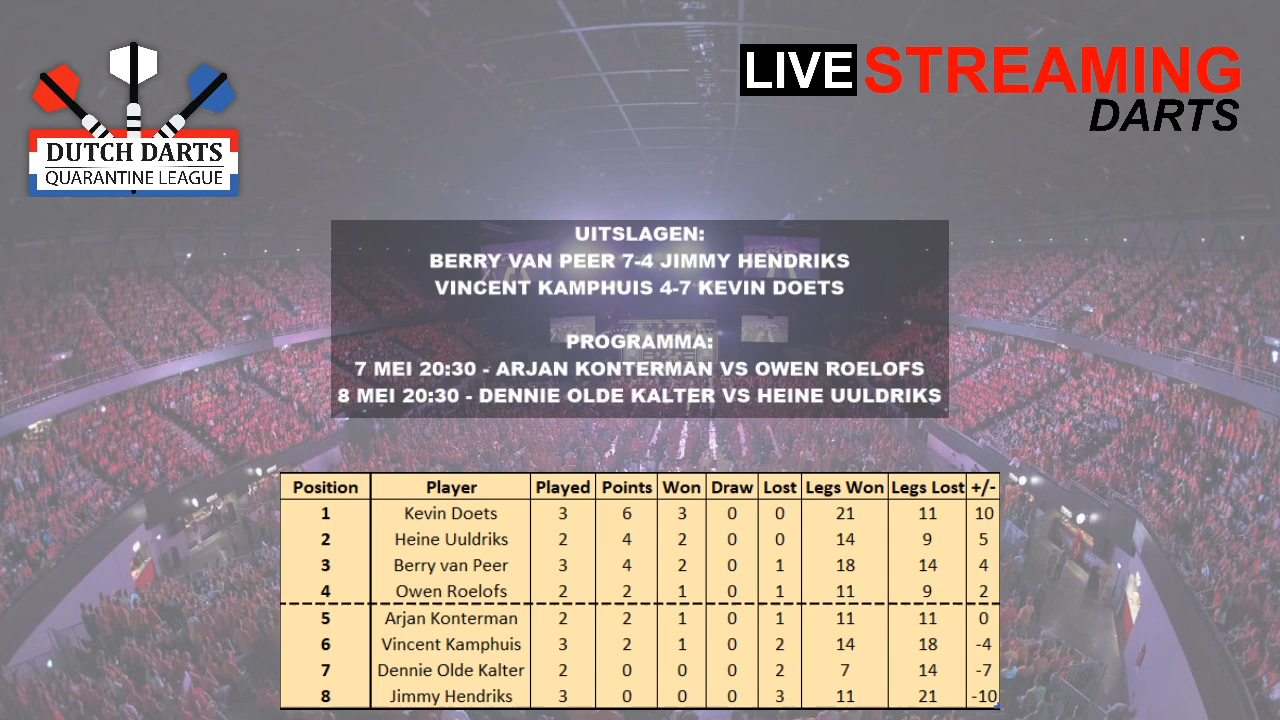 DUTCH DARTS
QUARANTINE LEAGUE
LIVE STREAMING
DARTS
UITSLAGEN:
BERRY VAN PEER 7-4 JIMMY HENDRIKS
VINCENT KAMPHUIS 4-7 KEVIN DOETS
PROGRAMMA:
7 MEI 20:30 - ARJAN KONTERMAN VS OWEN ROELOFS
8 MEI 20:30 - DENNIE OLDE KALTER VS HEINE UULDRIKS
Position Player Played Points Won Draw Lost Legs Won Legs Lost +/-
1 Kevin Doets 3 6 3 0 0 21 11 10
2 Heine Uuldriks 2 4 2 0 0 14 9 5
3 Berry van Peer 3 4 2 0 1 18 14 4
4 Owen Roelofs 2 2 1 0 1 11 9 2
5 Arjan Konterman 2 2 1 0 1 11 11 0
6 Vincent Kamphuis 3 2 1 0 2 14 18 -4
7 Dennie Olde Kalter 2 0 0 0 2 7 14 -7
8 Jimmy Hendriks 3 0 0 0 3 11 21 -10